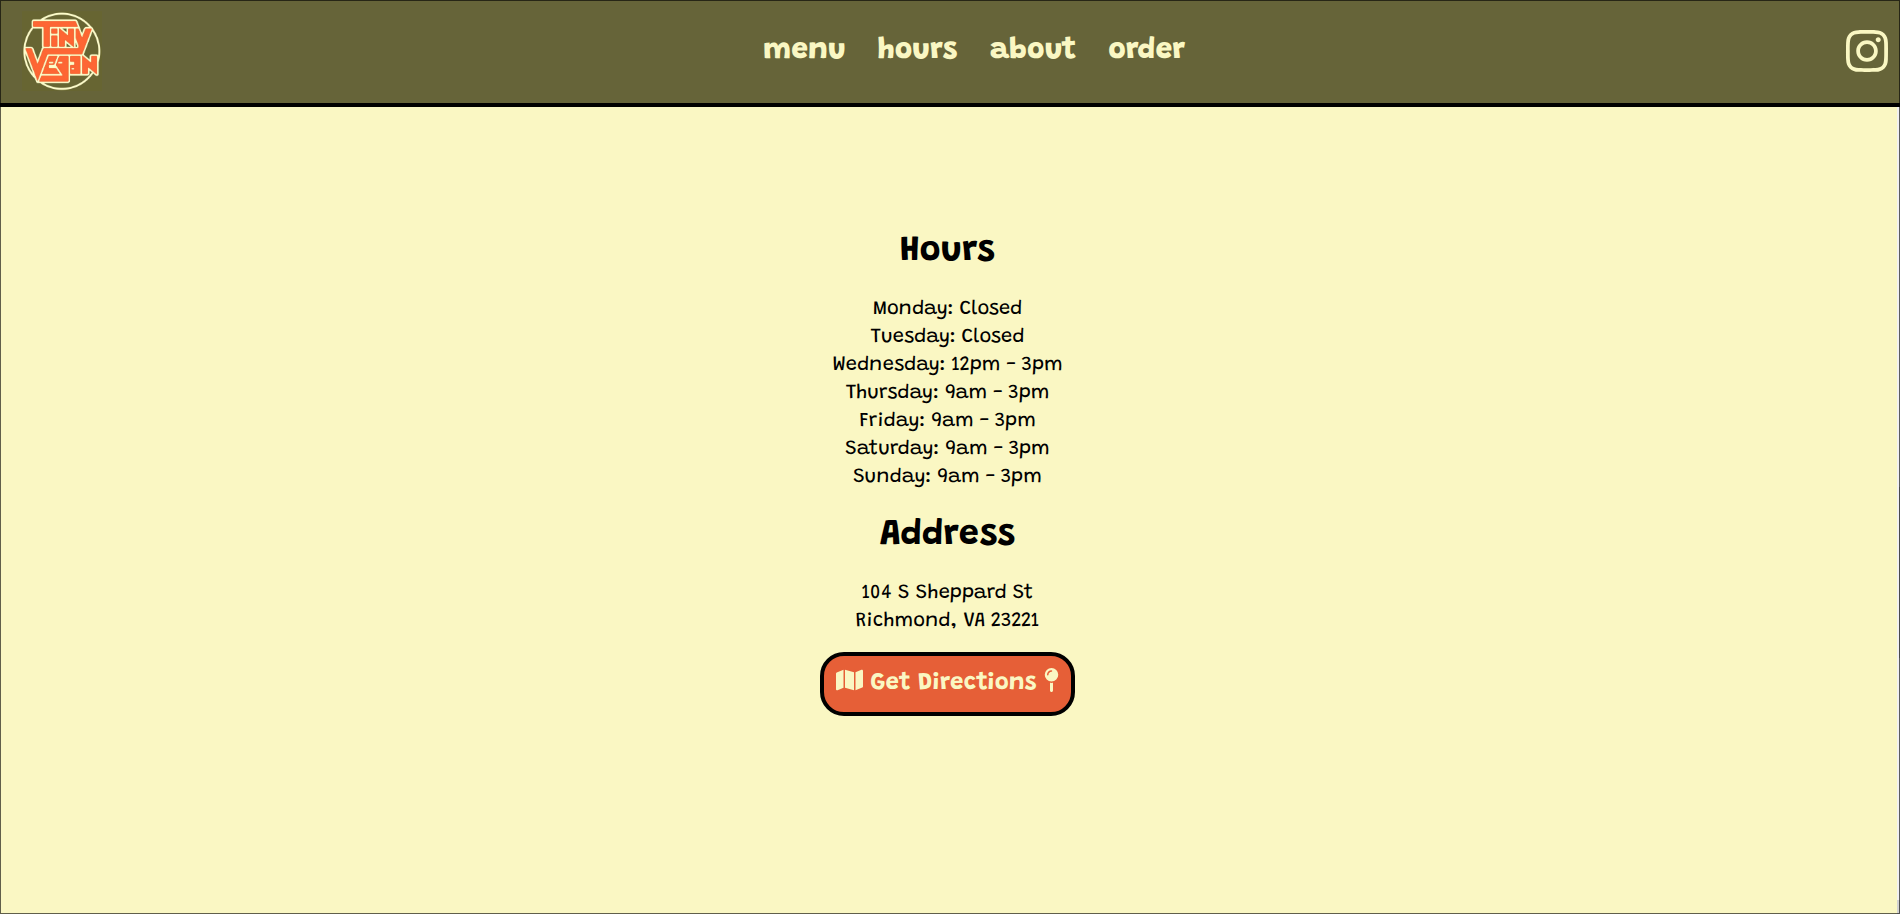 TINY
VEGAN
menu hours about order
Hours
Monday: Closed
Tuesday: Closed
Wednesday: 12pm - 3pm
Thursday: 9am - 3pm
Friday: 9am - 3pm
Saturday: 9am - 3pm
Sunday: 9am - 3pm
Address
104 S Sheppard St
Richmond, VA 23221
Get Directions